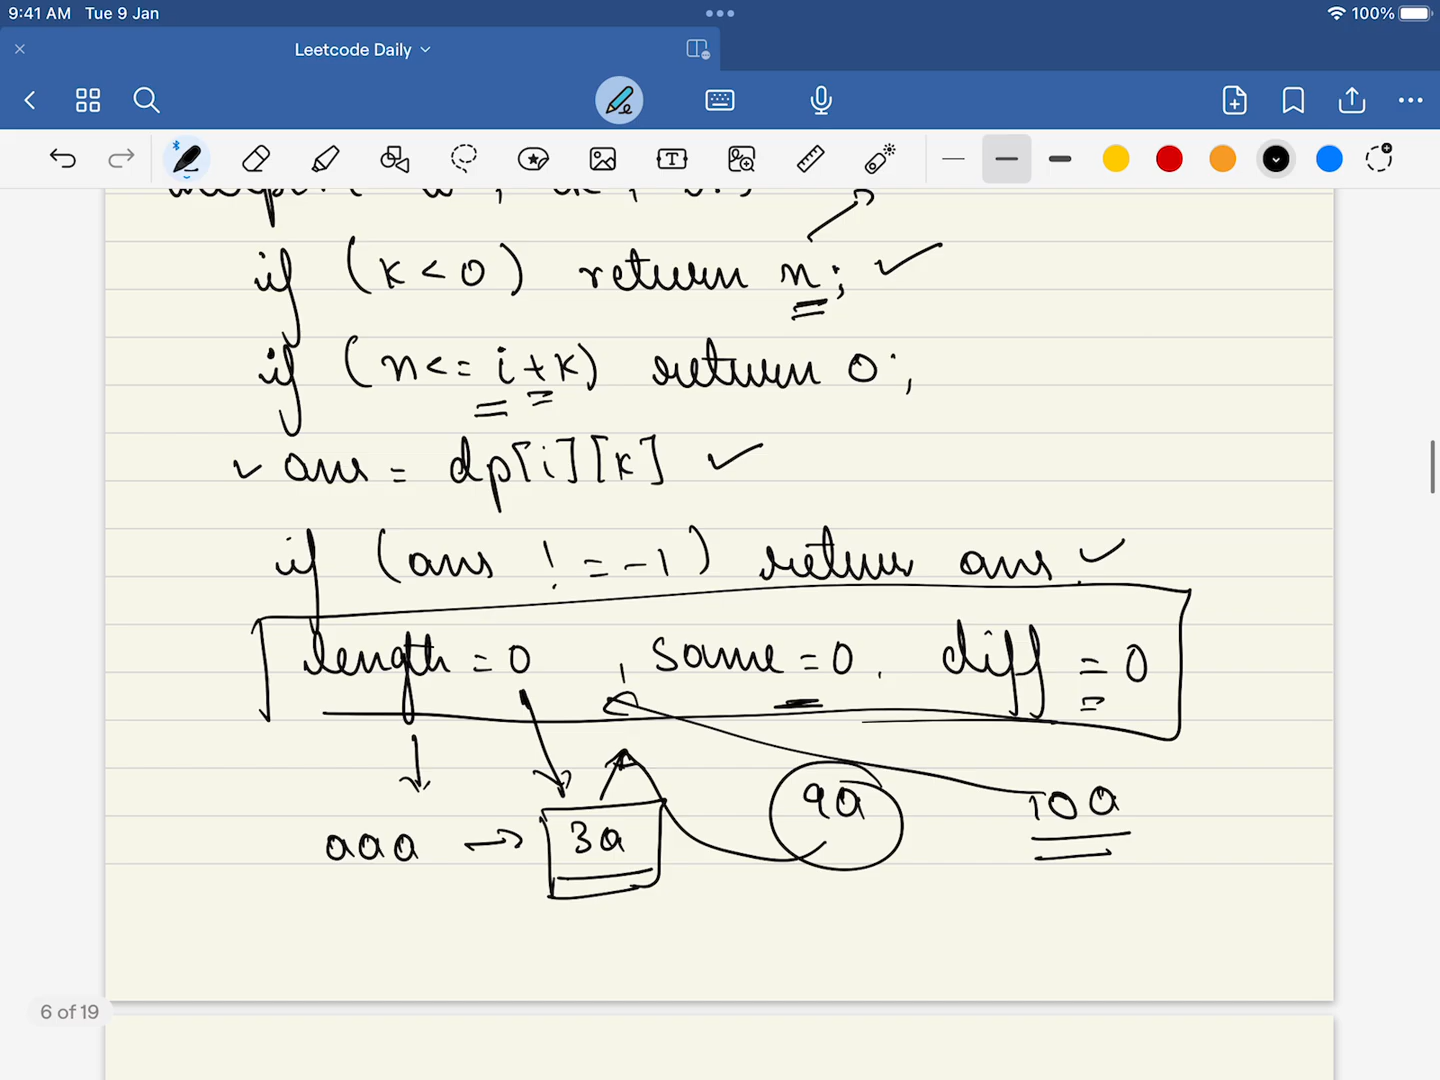 9:41 AM Tue 9 Jan
100%
Leetcode Daily
if (k < 0) return n;
if (n <= i + k) return 0;
ans = dp[i][k]
if (ans != -1) return ans
length = 0 , same = 0 . diff = 0
aaa → 3a 9a 10a
6 of 19